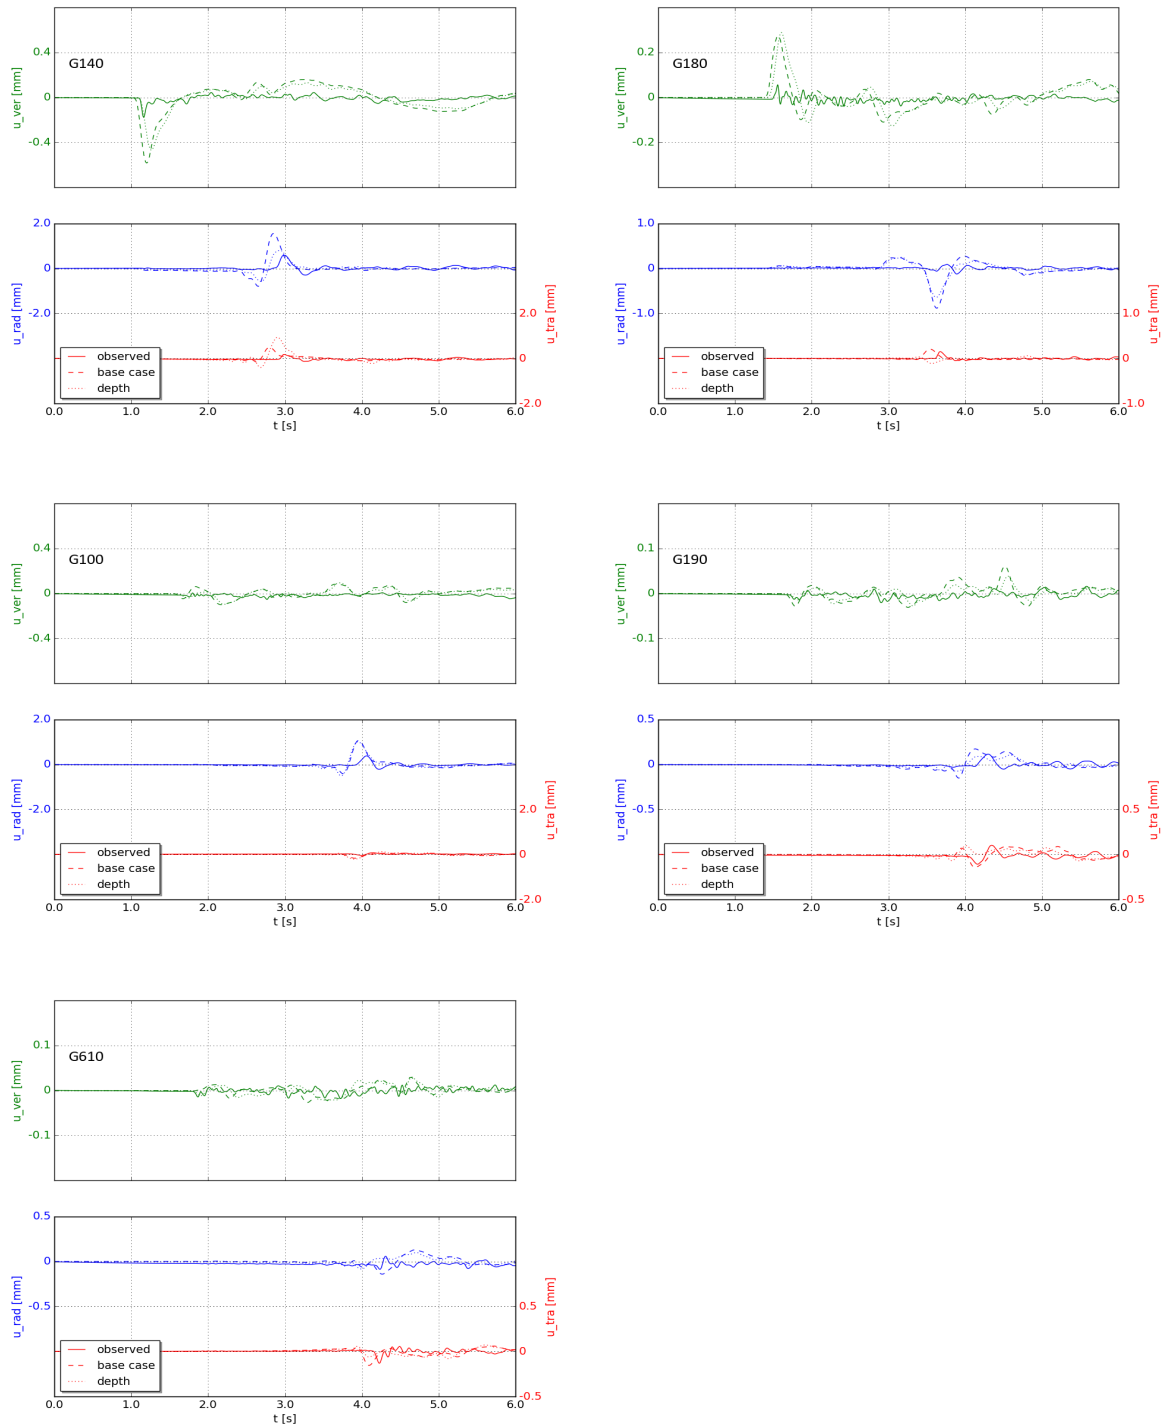 G140
u_ver [mm]
0.4
0
-0.4
u_rad [mm]
2.0
0
-2.0
u_tra [mm]
2.0
0
-2.0
observed
base case
depth
0.0 1.0 2.0 3.0 4.0 5.0 6.0
t [s]
G180
u_ver [mm]
0.2
0
-0.2
u_rad [mm]
1.0
0
-1.0
u_tra [mm]
1.0
0
-1.0
observed
base case
depth
0.0 1.0 2.0 3.0 4.0 5.0 6.0
t [s]
G100
u_ver [mm]
0.4
0
-0.4
u_rad [mm]
2.0
0
-2.0
u_tra [mm]
2.0
0
-2.0
observed
base case
depth
0.0 1.0 2.0 3.0 4.0 5.0 6.0
t [s]
G190
u_ver [mm]
0.1
0
-0.1
u_rad [mm]
0.5
0
-0.5
u_tra [mm]
0.5
0
-0.5
observed
base case
depth
0.0 1.0 2.0 3.0 4.0 5.0 6.0
t [s]
G610
u_ver [mm]
0.1
0
-0.1
u_rad [mm]
0.5
0
-0.5
u_tra [mm]
0.5
0
-0.5
observed
base case
depth
0.0 1.0 2.0 3.0 4.0 5.0 6.0
t [s]